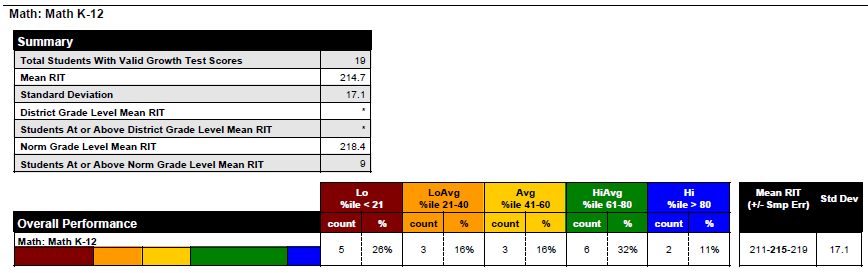 Math: Math K-12
Summary
Total Students With Valid Growth Test Scores 19
Mean RIT 214.7
Standard Deviation 17.1
District Grade Level Mean RIT *
Students At or Above District Grade Level Mean RIT *
Norm Grade Level Mean RIT 218.4
Students At or Above Norm Grade Level Mean RIT 9
Lo LoAvg Avg HiAvg Hi Mean RIT
%ile < 21 %ile 21-40 %ile 41-60 %ile 61-80 %ile > 80 (+/- Smp Err) Std Dev
Overall Performance count % count % count % count % count %
Math: Math K-12
5 26% 3 16% 3 16% 6 32% 2 11% 211-215-219 17.1